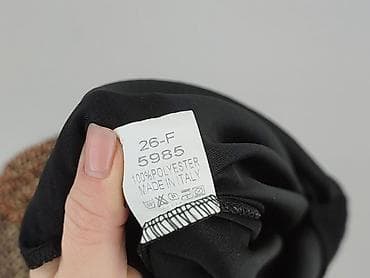 26-F
5985
100%POLYESTER
MADE IN ITALY